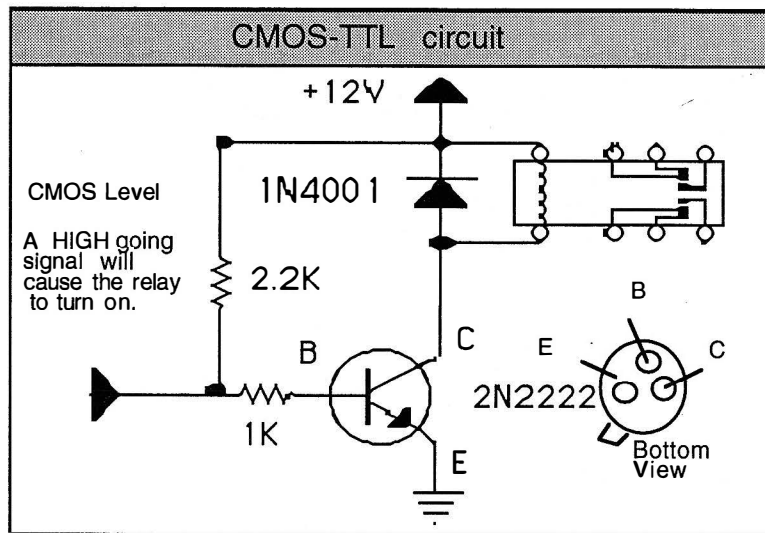 CMOS-TTL circuit
+12V
CMOS Level
1N4001
A HIGH going
signal will
cause the relay
to turn on.
2.2K
B
C
B
E
C
2N2222
1K
E
Bottom
View